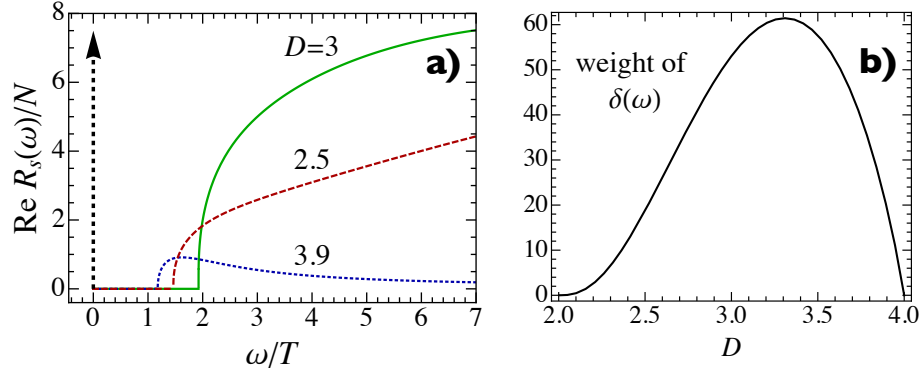 8
6
4
2
0
Re R_s(ω)/N
D=3
a)
2.5
3.9
0 1 2 3 4 5 6 7
ω/T
60
50
40
30
20
10
0
weight of
δ(ω)
b)
2.0 2.5 3.0 3.5 4.0
D